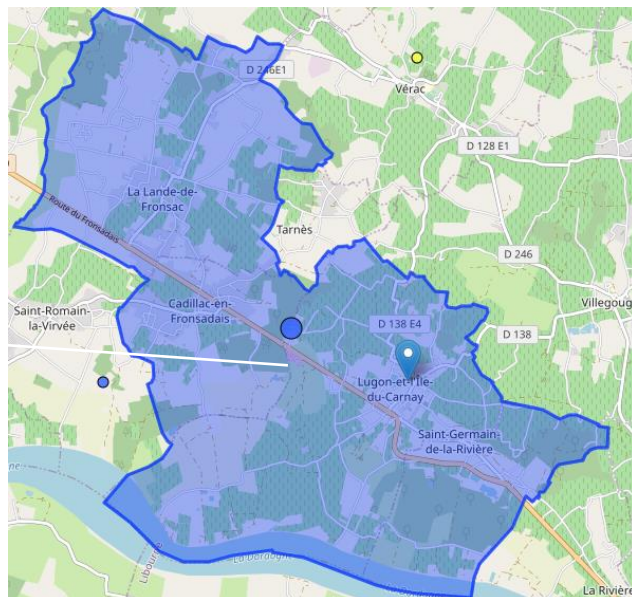 D 246E1
Vérac
D 128 E1
La Lande-de-
Fronsac
Route du Fronsadais
Tarnès
D 246
Cadillac-en-
Fronsadais
Villegoug
Saint-Romain-
la-Virvée
D 138 E4
D 138
Lugon-et-l'Île-
du-Carnay
Saint-Germain-
de-la-Rivière
Libourne
La Dordogne
La Rivière